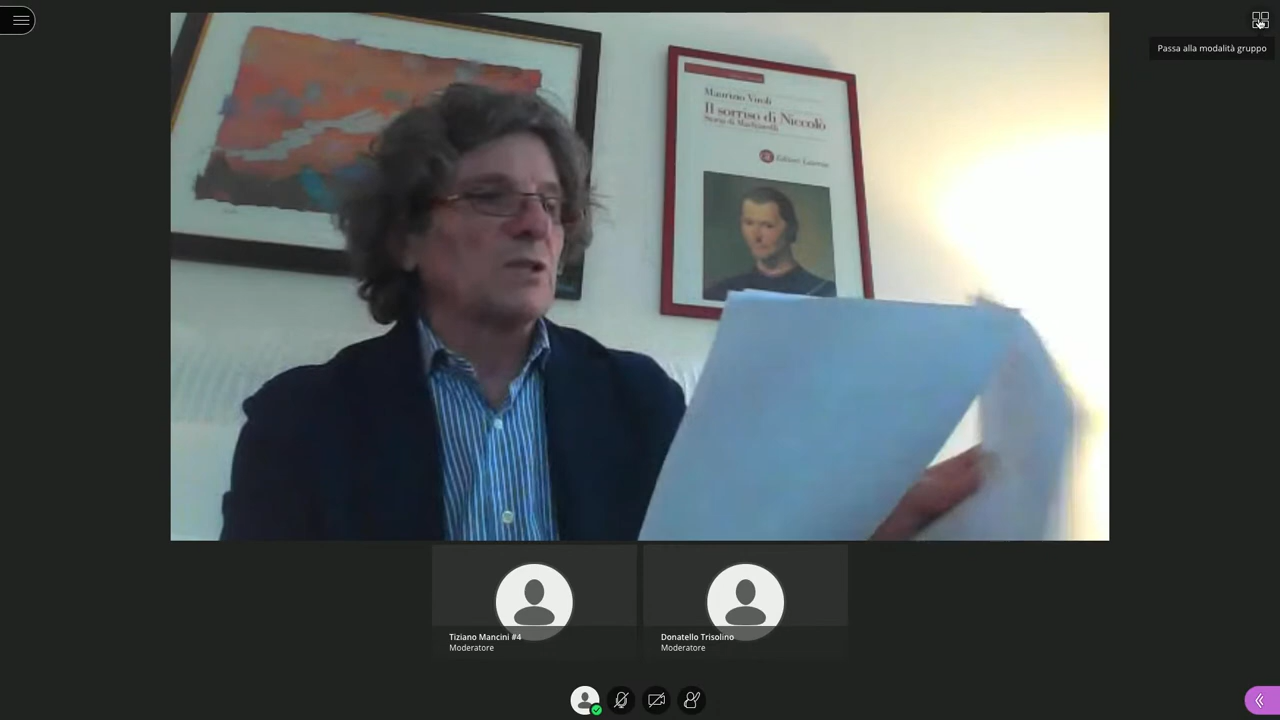 Passa alla modalità gruppo
Maurizio Viroli
Il sorriso di Niccolò
Storia di Machiavelli
Editori Laterza
Tiziano Mancini #4
Moderatore
Donatello Trisolino
Moderatore